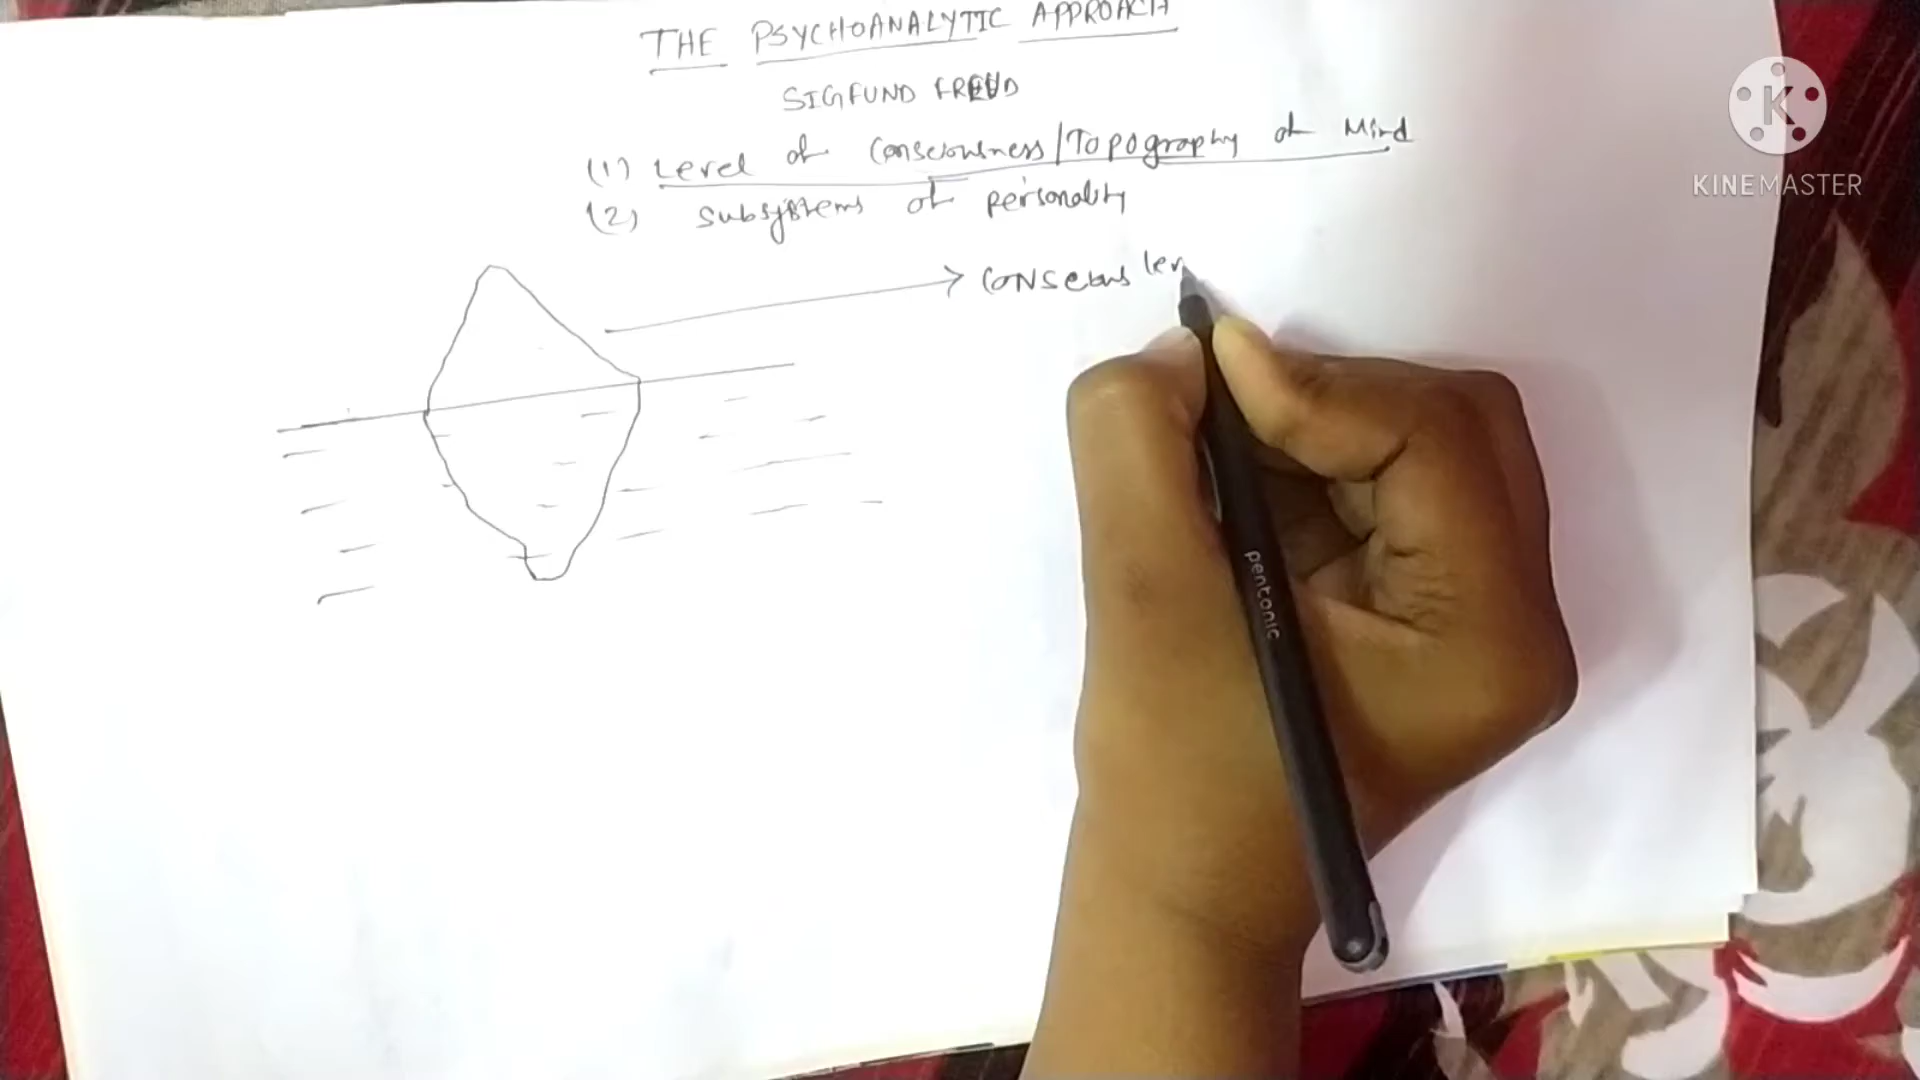 THE PSYCHOANALYTIC APPROACH
SIGFUND FREUD
(1) Level of Consciousness/Topography of Mind
(2) Subsystems of personality
CONSCIOUS lev
pentonic
K
KINEMASTER